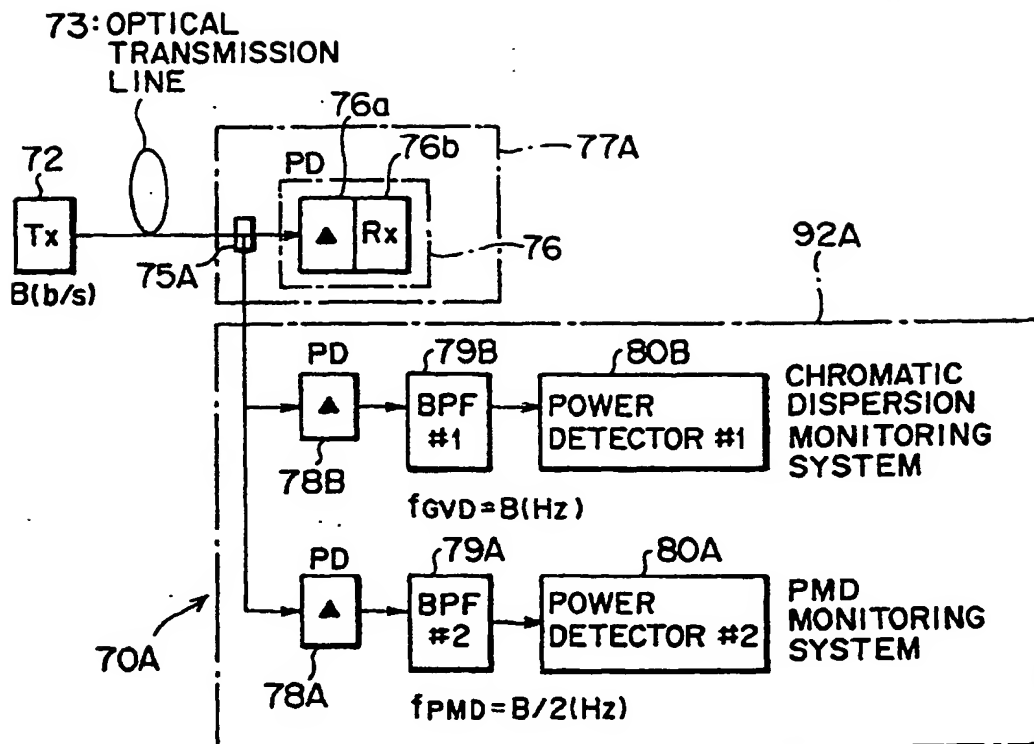 73: OPTICAL
TRANSMISSION
LINE
76a
76b
77A
PD
72
Tx
Rx
76
75A
B(b/s)
92A
PD
79B
80B
BPF
#1
POWER
DETECTOR #1
CHROMATIC
DISPERSION
MONITORING
SYSTEM
78B
fGVD=B(Hz)
PD
79A
80A
BPF
#2
POWER
DETECTOR #2
PMD
MONITORING
SYSTEM
70A
78A
fPMD=B/2(Hz)